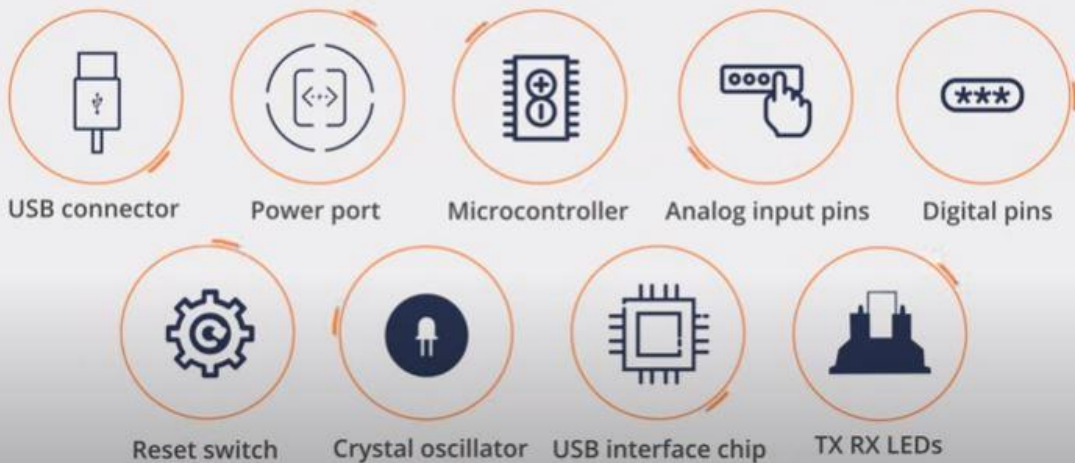 USB connector
Power port
Microcontroller
Analog input pins
Digital pins
***
Reset switch
Crystal oscillator
USB interface chip
TX RX LEDs